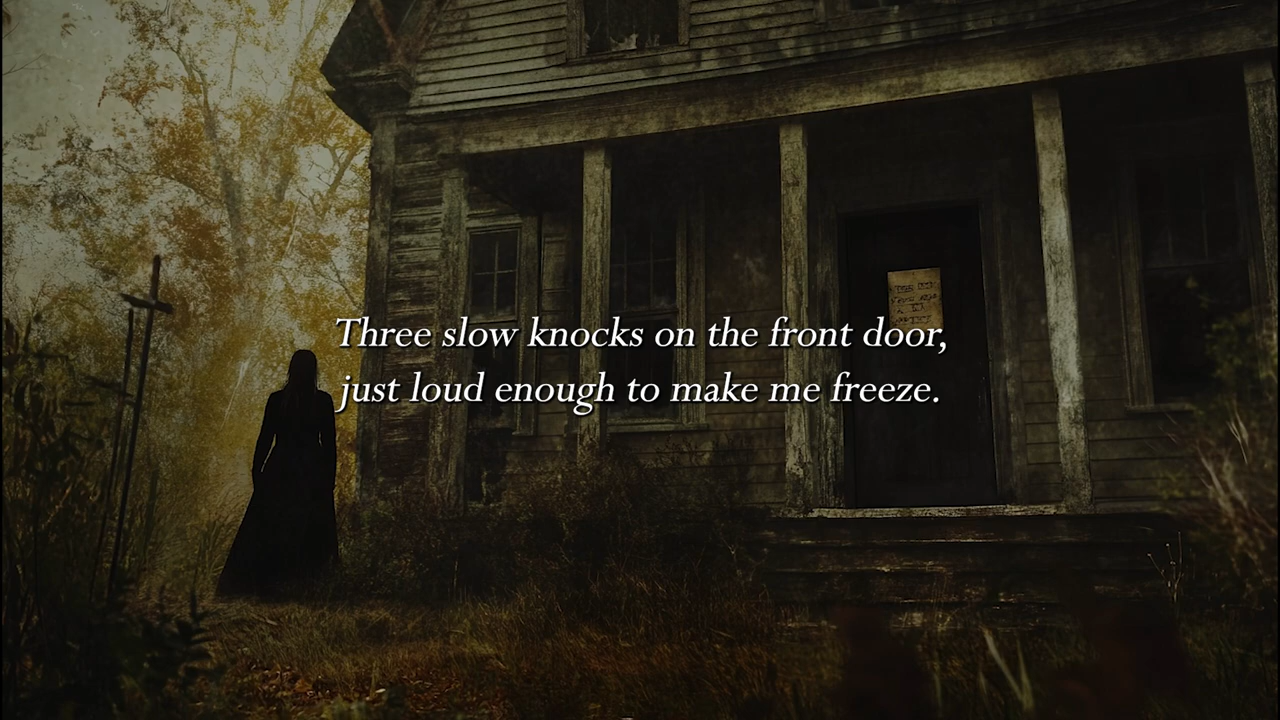 Three slow knocks on the front door,
just loud enough to make me freeze.